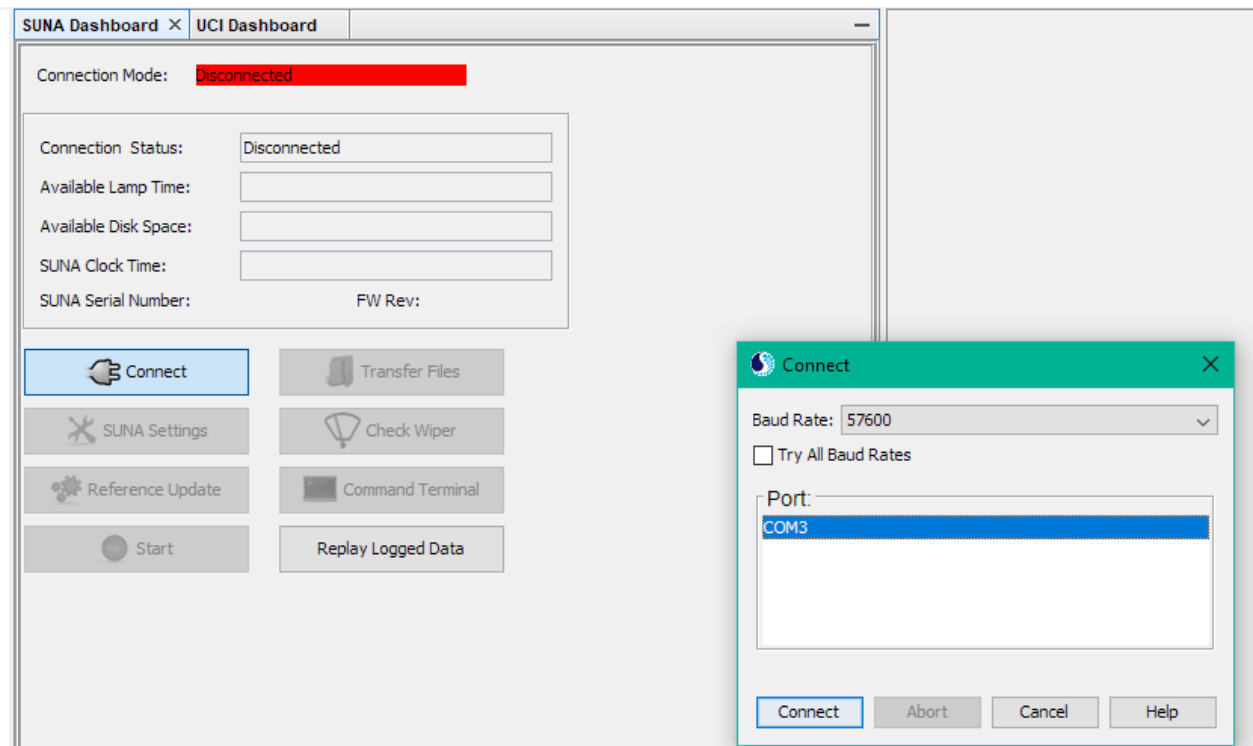 SUNA Dashboard UCI Dashboard
Connection Mode: Disconnected
Connection Status: Disconnected
Available Lamp Time:
Available Disk Space:
SUNA Clock Time:
SUNA Serial Number: FW Rev:
Connect Transfer Files
SUNA Settings Check Wiper
Reference Update Command Terminal
Start Replay Logged Data
Connect
Baud Rate: 57600
Try All Baud Rates
Port:
COM3
Connect Abort Cancel Help